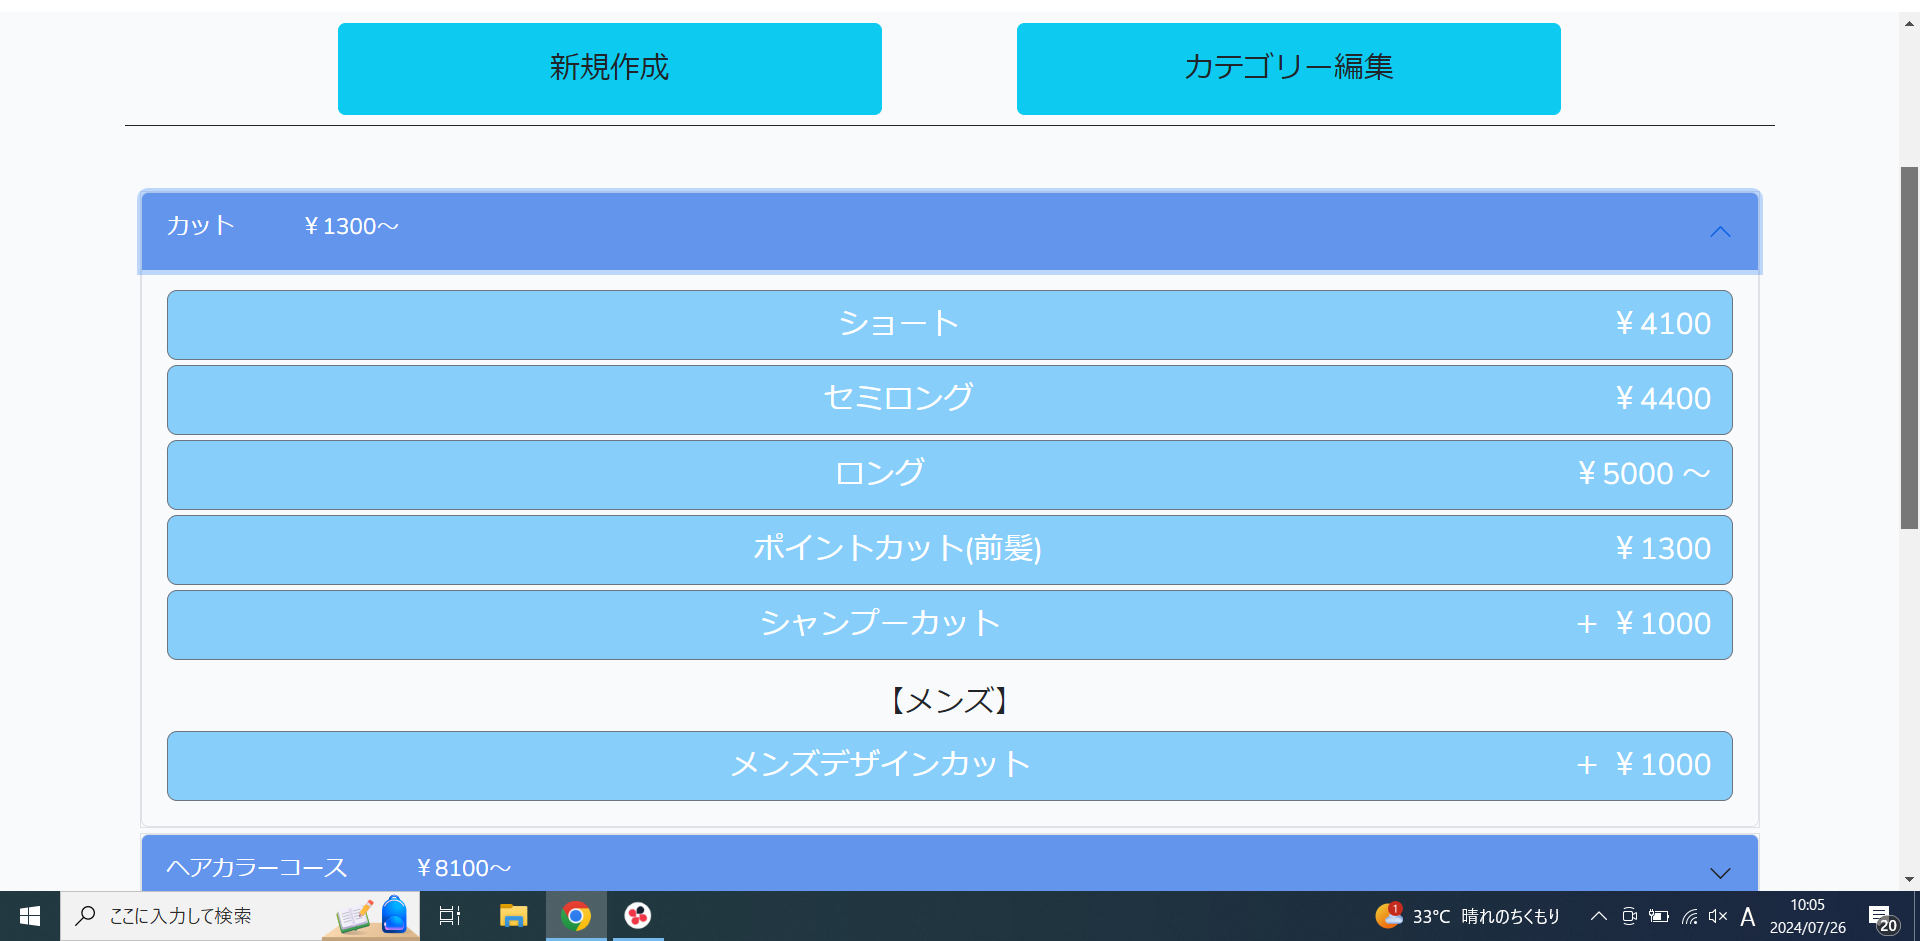 新規作成
カテゴリー編集
カット ¥1300～
ショート ¥4100
セミロング ¥4400
ロング ¥5000 ～
ポイントカット(前髪) ¥1300
シャンプーカット + ¥1000
【メンズ】
メンズデザインカット + ¥1000
ヘアカラーコース ¥8100～
ここに入力して検索
1
33°C 晴れのちくもり
A
10:05
2024/07/26
20